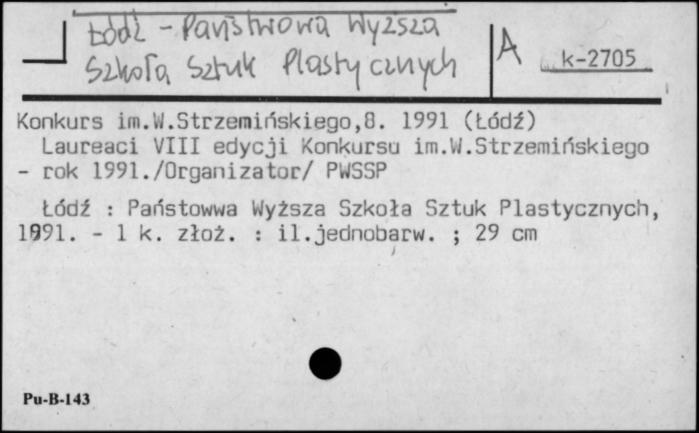 Łódź - Państwowa Wyższa
Szkoła Sztuk Plastycznych
A
k-2705
Konkurs im.W.Strzemińskiego,8. 1991 (Łódź)
Laureaci VIII edycji Konkursu im.W.Strzemińskiego
- rok 1991./Organizator/ PWSSP
Łódź : Państowwa Wyższa Szkoła Sztuk Plastycznych,
1991. - 1 k. złoż. : il.jednobarw. ; 29 cm
Pu-B-143